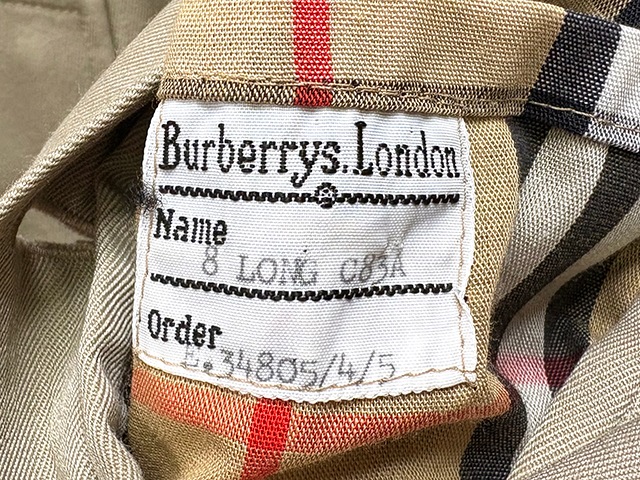 Burberrys. London
Name
8 LONG C83A
Order
E.34805/4/5